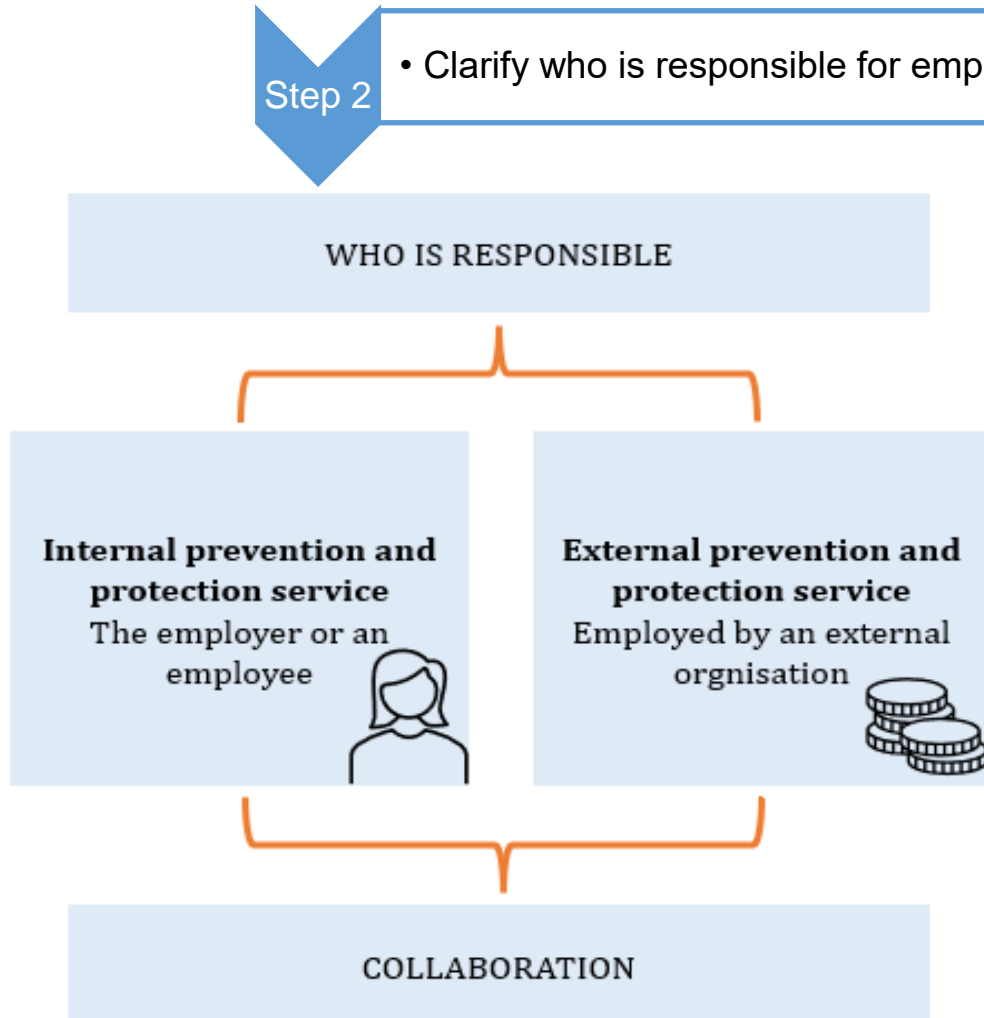 Step 2
• Clarify who is responsible for emp
WHO IS RESPONSIBLE
Internal prevention and
protection service
The employer or an
employee
External prevention and
protection service
Employed by an external
orgnisation
COLLABORATION